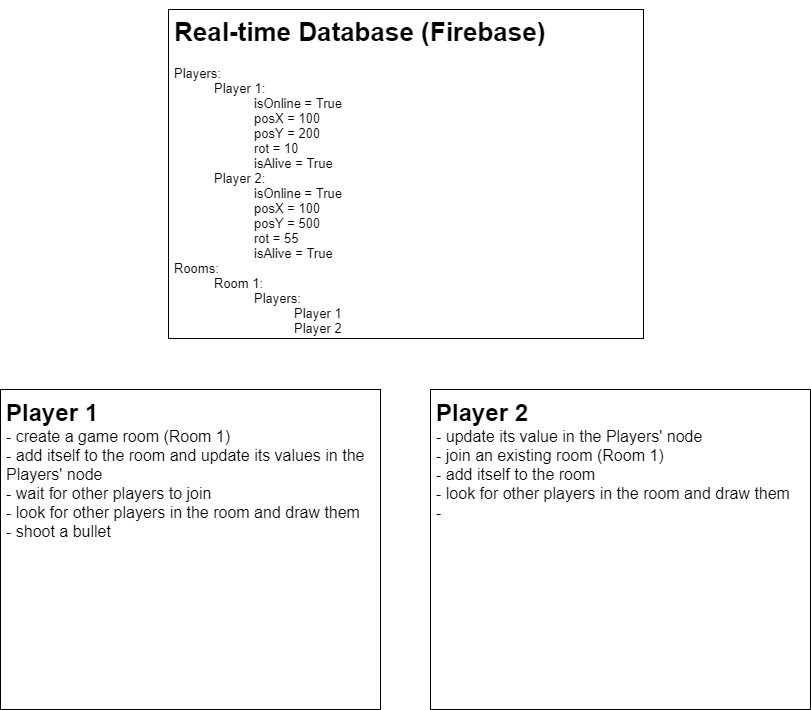 Real-time Database (Firebase)
Players:
Player 1:
isOnline = True
posX = 100
posY = 200
rot = 10
isAlive = True
Player 2:
isOnline = True
posX = 100
posY = 500
rot = 55
isAlive = True
Rooms:
Room 1:
Players:
Player 1
Player 2
Player 1
- create a game room (Room 1)
- add itself to the room and update its values in the
Players' node
- wait for other players to join
- look for other players in the room and draw them
- shoot a bullet
Player 2
- update its value in the Players' node
- join an existing room (Room 1)
- add itself to the room
- look for other players in the room and draw them
-